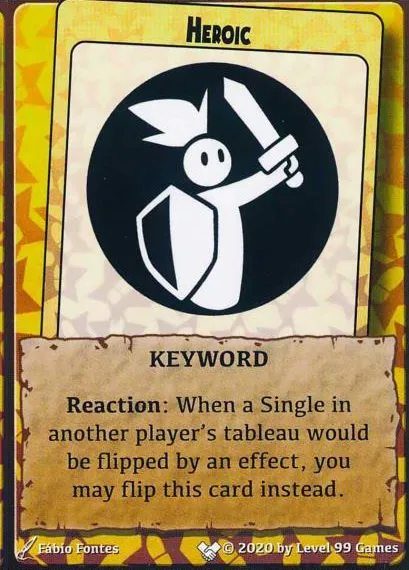 HEROIC
KEYWORD
Reaction: When a Single in
another player's tableau would
be flipped by an effect, you
may flip this card instead.
Fábio Fontes
© 2020 by Level 99 Games